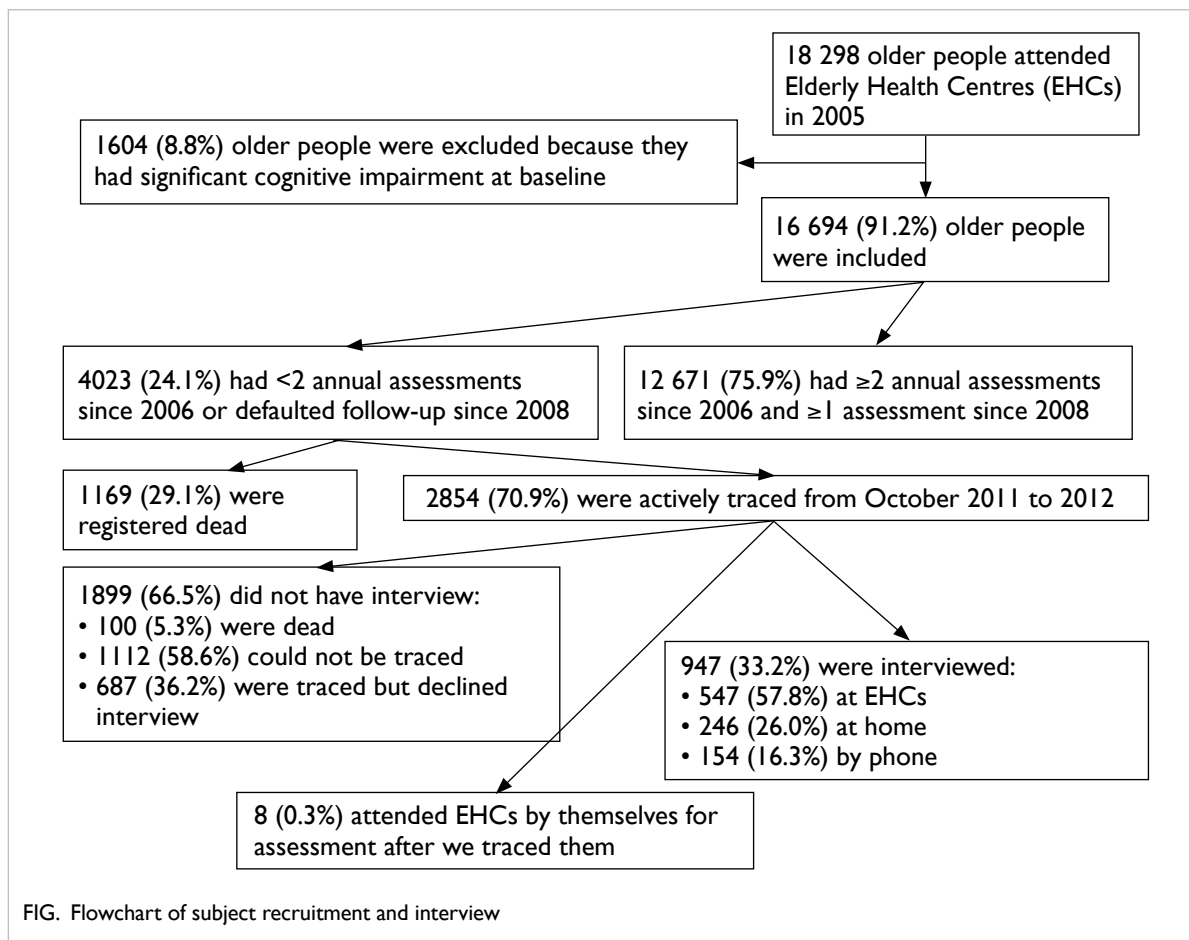 18 298 older people attended
Elderly Health Centres (EHCs)
in 2005
1604 (8.8%) older people were excluded because they
had significant cognitive impairment at baseline
16 694 (91.2%) older people
were included
4023 (24.1%) had <2 annual assessments
since 2006 or defaulted follow-up since 2008
12 671 (75.9%) had ≥2 annual assessments
since 2006 and ≥1 assessment since 2008
1169 (29.1%) were
registered dead
2854 (70.9%) were actively traced from October 2011 to 2012
1899 (66.5%) did not have interview:
• 100 (5.3%) were dead
• 1112 (58.6%) could not be traced
• 687 (36.2%) were traced but declined
interview
947 (33.2%) were interviewed:
• 547 (57.8%) at EHCs
• 246 (26.0%) at home
• 154 (16.3%) by phone
8 (0.3%) attended EHCs by themselves for
assessment after we traced them
FIG. Flowchart of subject recruitment and interview